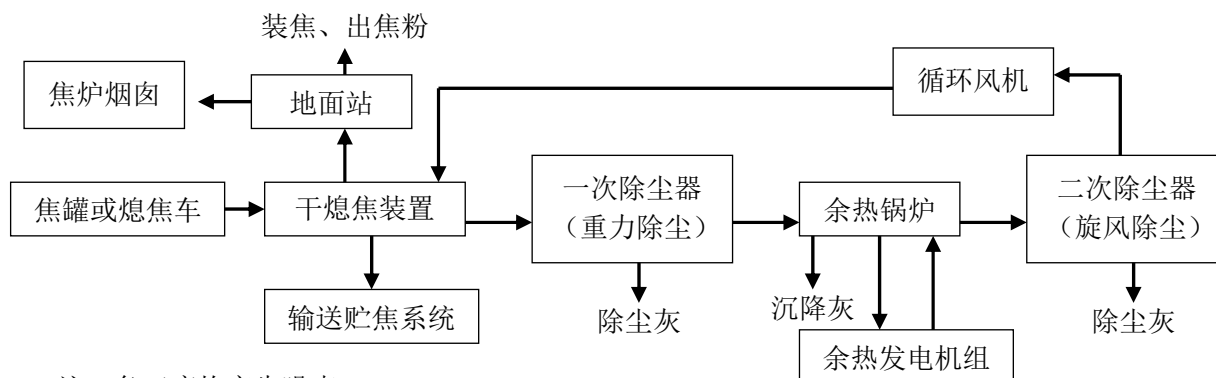 装焦、出焦粉
焦炉烟囱
地面站
循环风机
焦罐或熄焦车
干熄焦装置
一次除尘器
（重力除尘）
余热锅炉
二次除尘器
（旋风除尘）
输送贮焦系统
除尘灰
沉降灰
除尘灰
余热发电机组